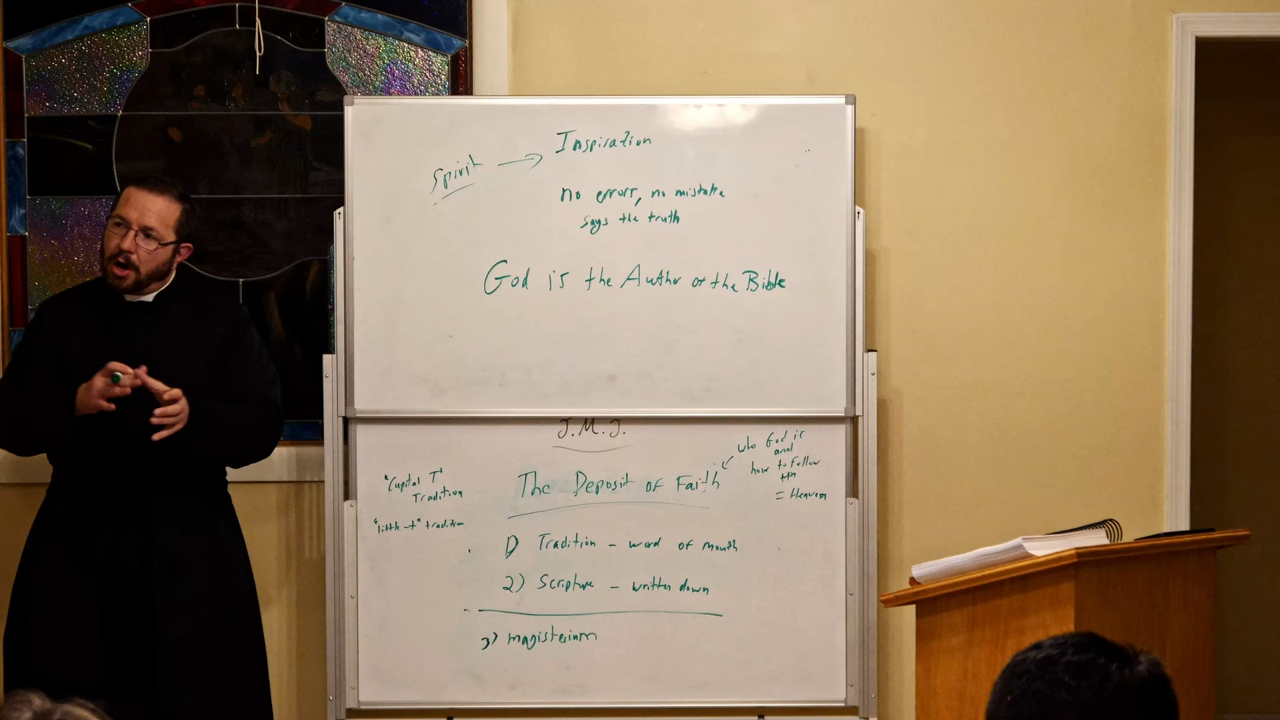 Spirit → Inspiration
no error, no mistake
says the truth
God is the Author of the Bible
J.M.J.
The Deposit of Faith
who God is
and
how to follow
= Heaven
"Capital T"
Tradition
"little-t" tradition
1) Tradition - word of mouth
2) Scripture - written down
3) magisterium